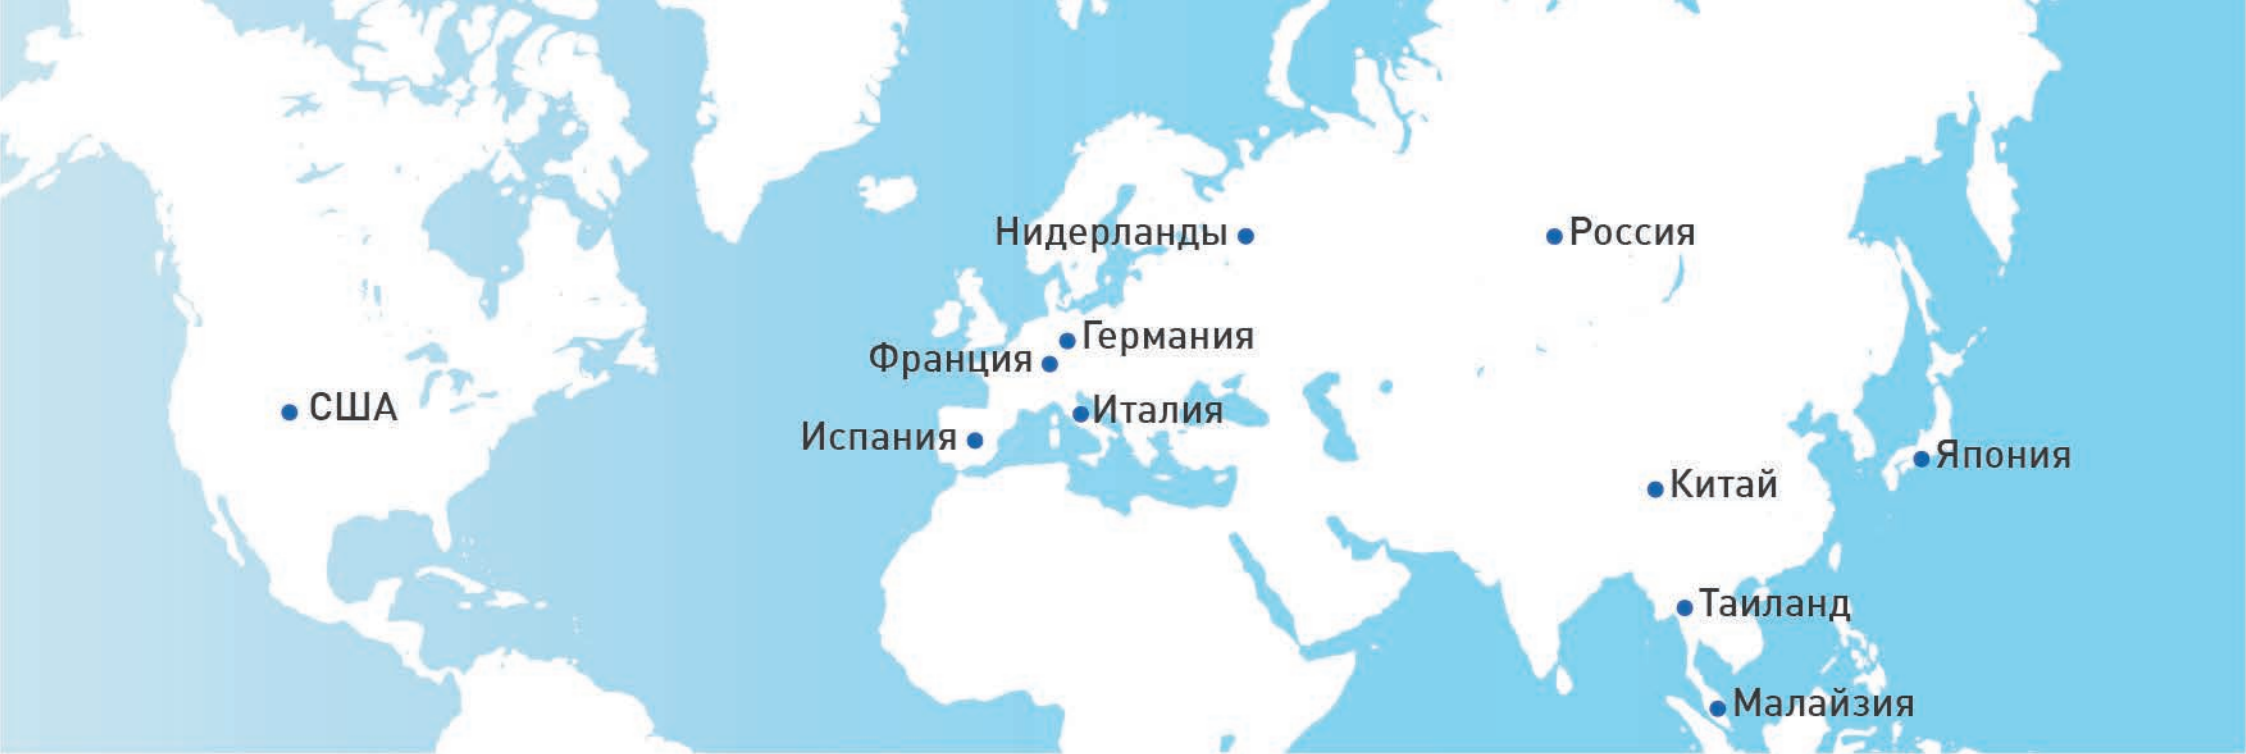 Нидерланды
Россия
Германия
Франция
США
Италия
Испания
Япония
Китай
Таиланд
Малайзия